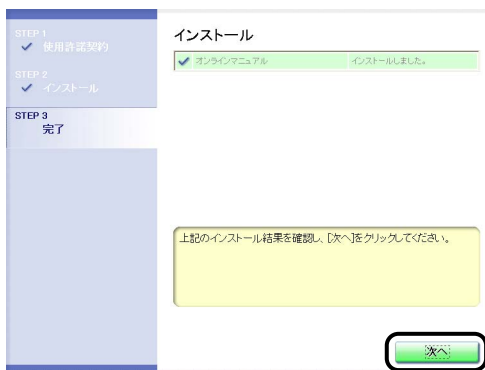 STEP 1
使用許諾契約
STEP 2
インストール
STEP 3
完了
インストール
オンラインマニュアル
インストールしました。
上記のインストール結果を確認し、[次へ]をクリックしてください。
次へ